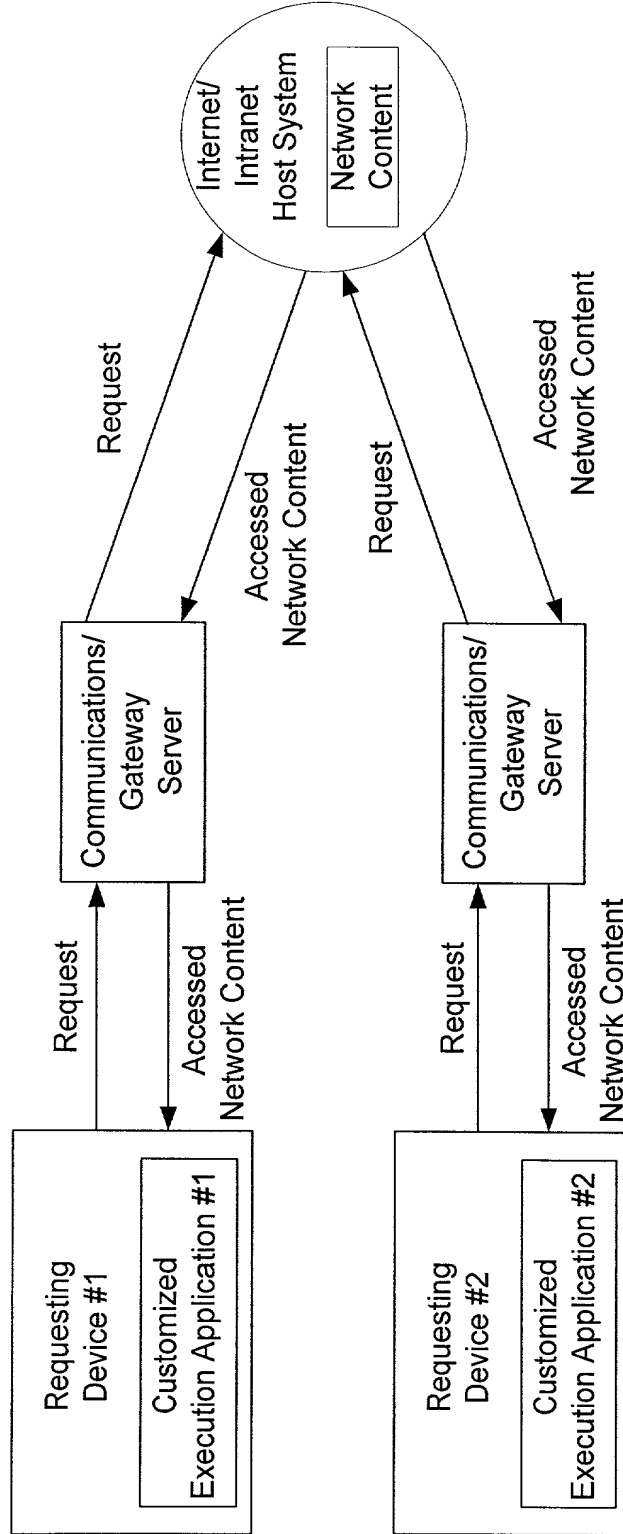 Requesting
Device #1
Customized
Execution Application #1
Request
Accessed
Network Content
Communications/
Gateway
Server
Request
Accessed
Network Content
Internet/
Intranet
Host System
Network
Content
Requesting
Device #2
Customized
Execution Application #2
Request
Accessed
Network Content
Communications/
Gateway
Server
Request
Accessed
Network Content